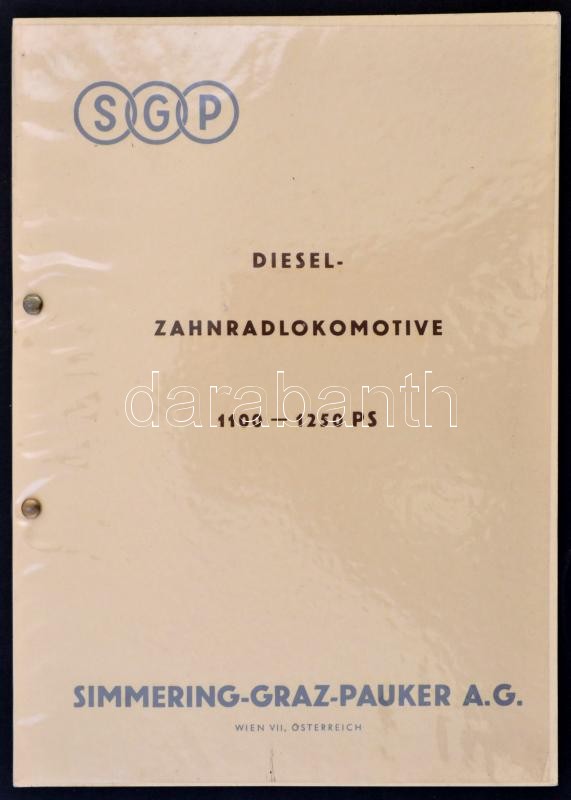 SGP
DIESEL-
ZAHNRADLOKOMOTIVE
darabanth
1100 — 1250 PS
SIMMERING-GRAZ-PAUKER A.G.
WIEN VII, ÖSTERREICH